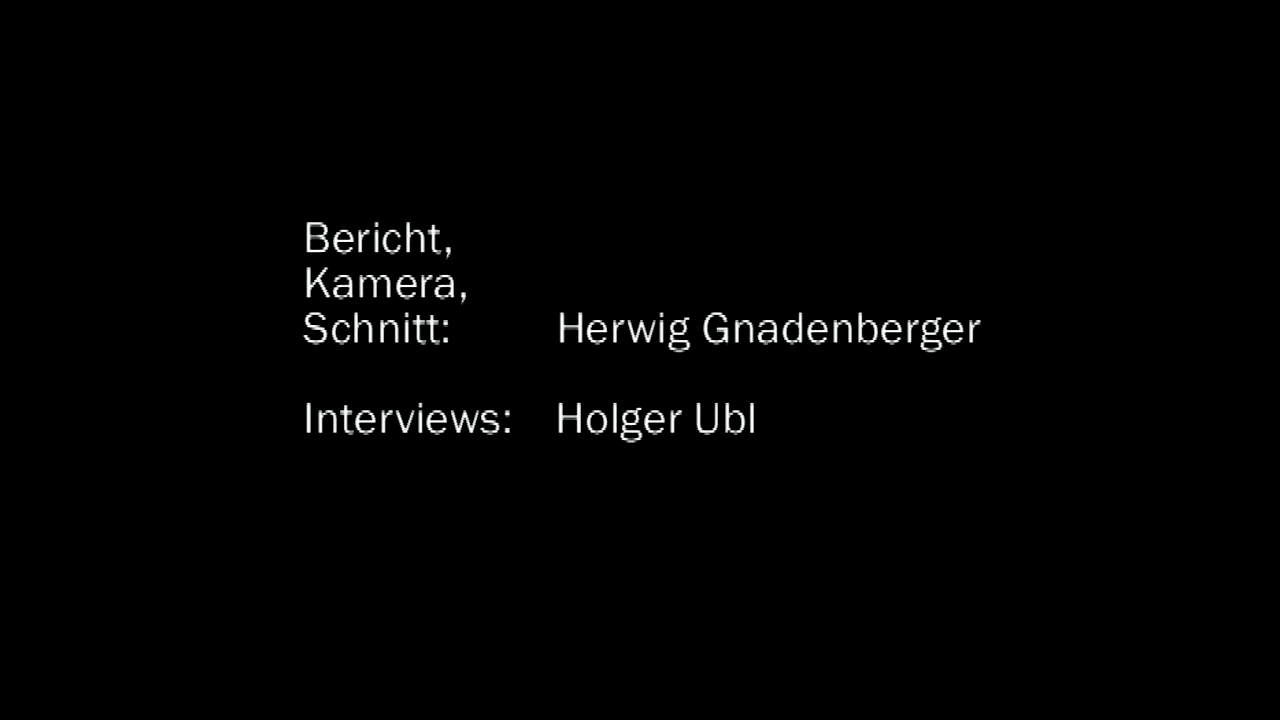 Bericht,
Kamera,
Schnitt: Herwig Gnadenberger
Interviews: Holger Ubl